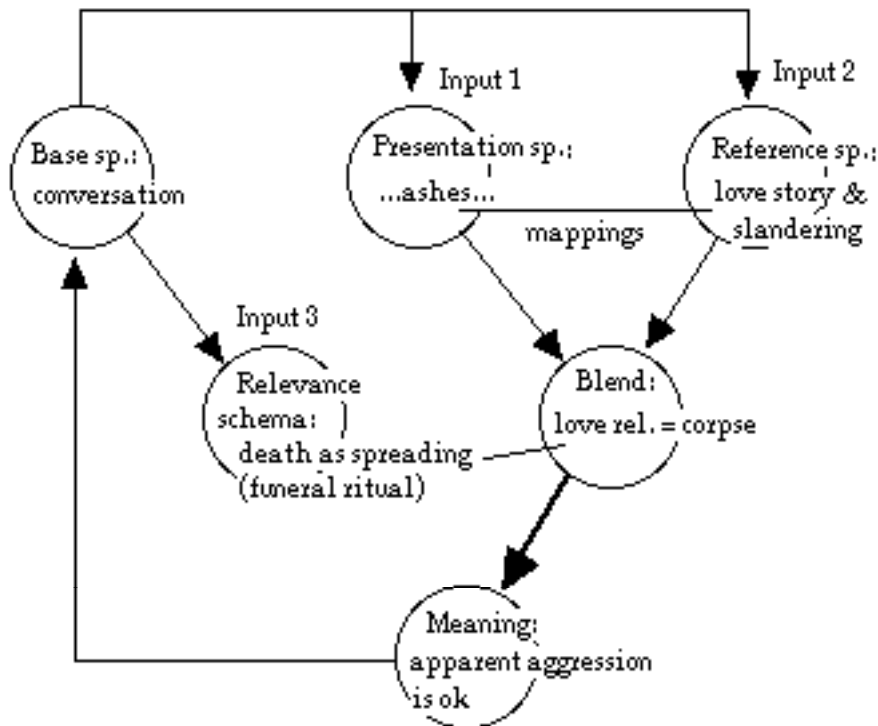 Input 1
Input 2
Base sp.:
conversation
Presentation sp.:
...ashes...
Reference sp.:
love story &
slandering
mappings
Input 3
Relevance
schema:
death as spreading
(funeral ritual)
Blend:
love rel. = corpse
Meaning:
apparent aggression
is ok